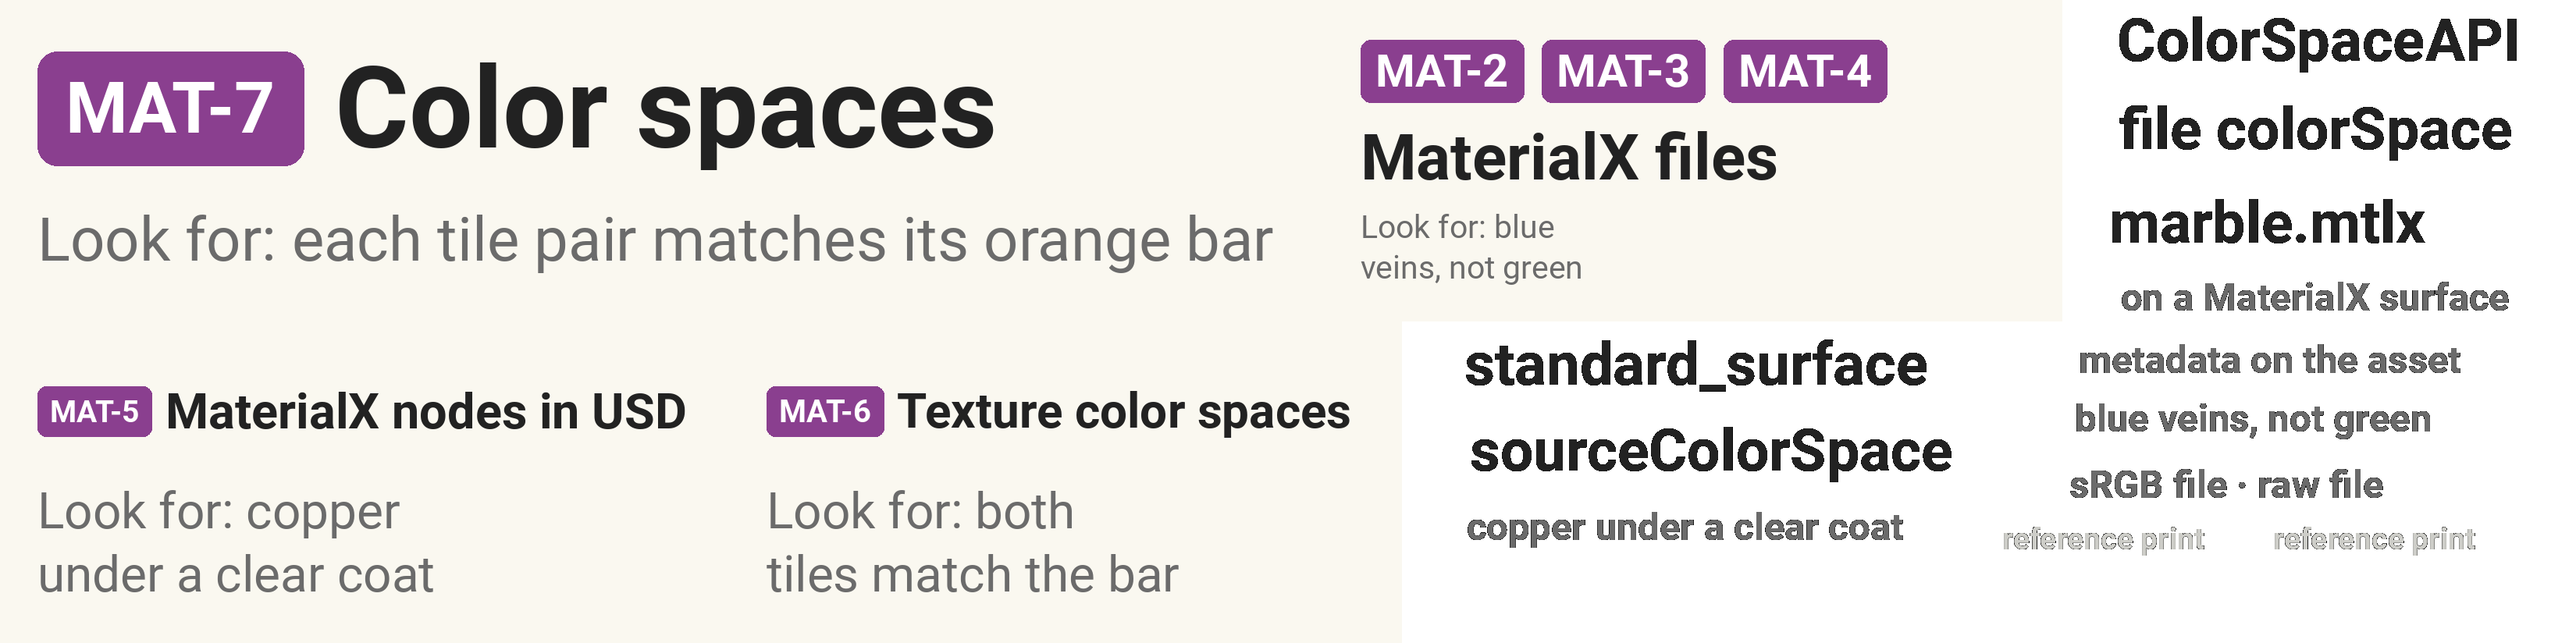 MAT-7 Color spaces
Look for: each tile pair matches its orange bar
MAT-2 MAT-3 MAT-4
MaterialX files
Look for: blue
veins, not green
MAT-5 MaterialX nodes in USD
Look for: copper
under a clear coat
MAT-6 Texture color spaces
Look for: both
tiles match the bar
standard_surface
sourceColorSpace
copper under a clear coat
ColorSpaceAPI
file colorSpace
marble.mtlx
on a MaterialX surface
metadata on the asset
blue veins, not green
sRGB file · raw file
reference print
reference print